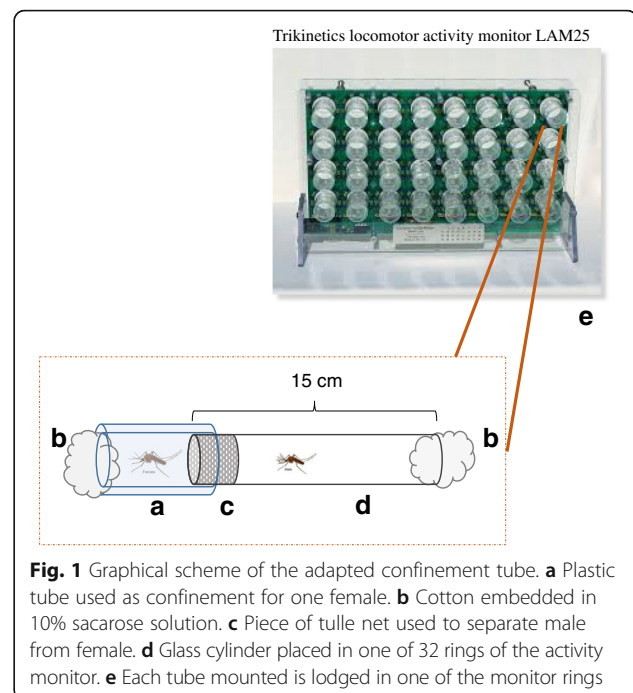 Trikinetics locomotor activity monitor LAM25
e
15 cm
b
b
a
c
d
Fig. 1 Graphical scheme of the adapted confinement tube. a Plastic
tube used as confinement for one female. b Cotton embedded in
10% sacarose solution. c Piece of tulle net used to separate male
from female. d Glass cylinder placed in one of 32 rings of the activity
monitor. e Each tube mounted is lodged in one of the monitor rings